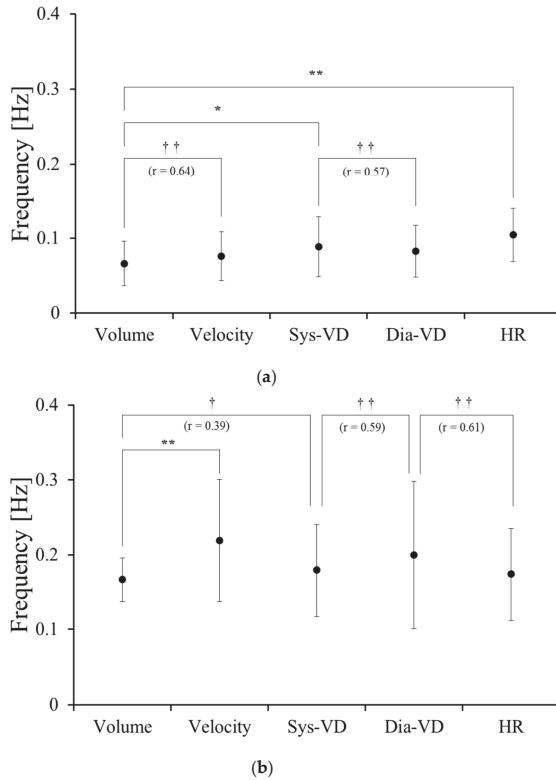 0.4
**
0.3
*
† †
† †
(r = 0.64)
(r = 0.57)
0.2
0.1
0
Frequency [Hz]
Volume Velocity Sys-VD Dia-VD HR
(a)
0.4
†
† †
† †
(r = 0.39)
(r = 0.59)
(r = 0.61)
**
0.3
0.2
0.1
0
Frequency [Hz]
Volume Velocity Sys-VD Dia-VD HR
(b)